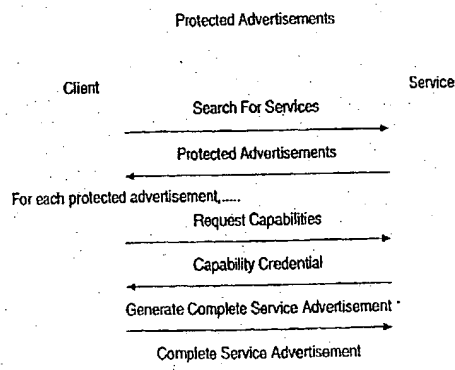 Protected Advertisements
Client
Service
Search For Services
Protected Advertisements
For each protected advertisement,.....
Request Capabilities
Capability Credential
Generate Complete Service Advertisement
Complete Service Advertisement